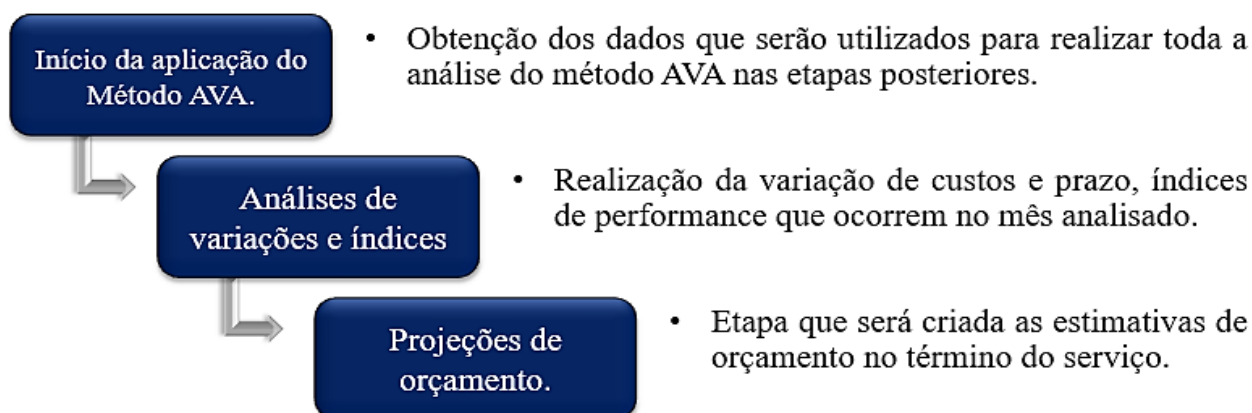 Início da aplicação do
Método AVA.
• Obtenção dos dados que serão utilizados para realizar toda a
análise do método AVA nas etapas posteriores.
Análises de
variações e índices
• Realização da variação de custos e prazo, índices
de performance que ocorrem no mês analisado.
Projeções de
orçamento.
• Etapa que será criada as estimativas de
orçamento no término do serviço.